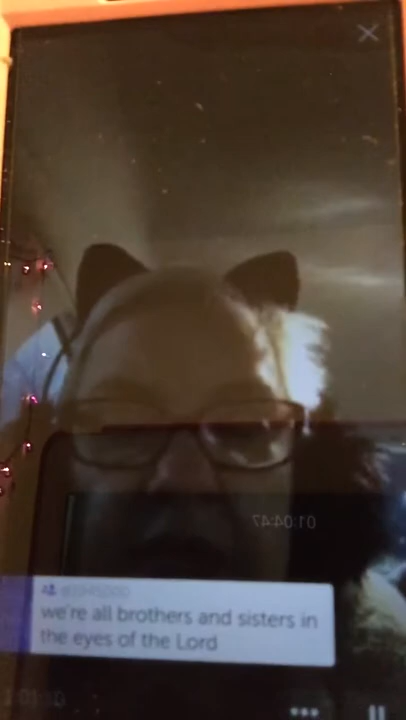 01:04:47
we're all brothers and sisters in
the eyes of the Lord